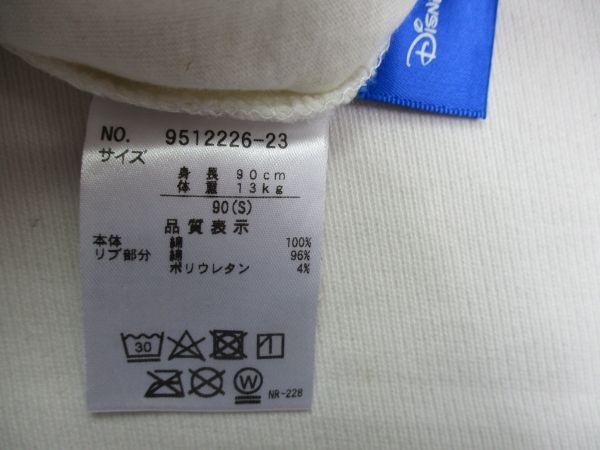 DISNE
NO. 9512226-23
サイズ
身長 90cm
体重 13kg
90(S)
品質表示
本体 綿 100%
リブ部分 綿 96%
ポリウレタン 4%
30
W
NR-228